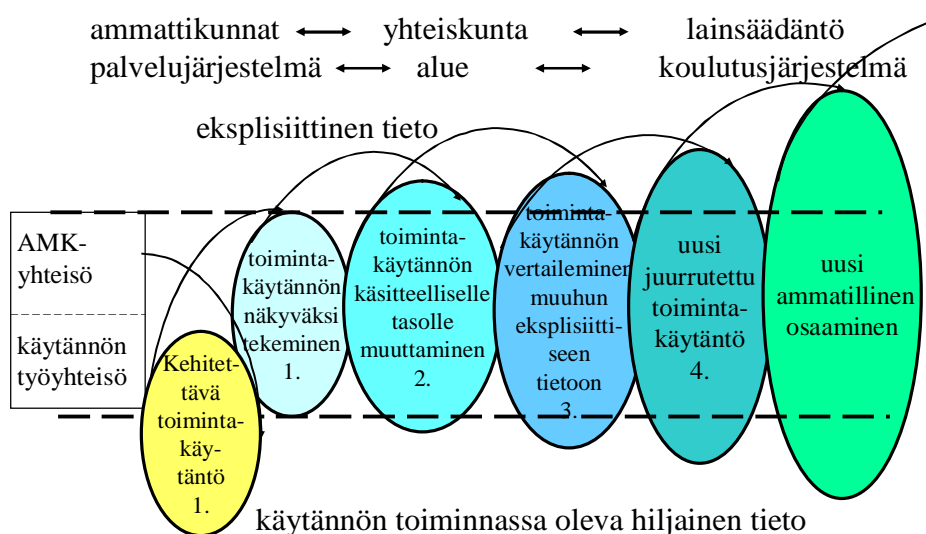 ammattikunnat yhteiskunta lainsäädäntö
palvelujärjestelmä alue koulutusjärjestelmä
eksplisiittinen tieto
AMK-
yhteisö
käytännön
työyhteisö
Kehitet-
tävä
toiminta-
käy-
täntö
1.
toiminta-
käytännön
näkyväksi
tekeminen
1.
toiminta-
käytännön
käsitteelliselle
tasolle
muuttaminen
2.
toiminta-
käytännön
vertaileminen
muuhun
eksplisiitti-
seen
tietoon
3.
uusi
juurrutettu
toiminta-
käytäntö
4.
uusi
ammatillinen
osaaminen
käytännön toiminnassa oleva hiljainen tieto